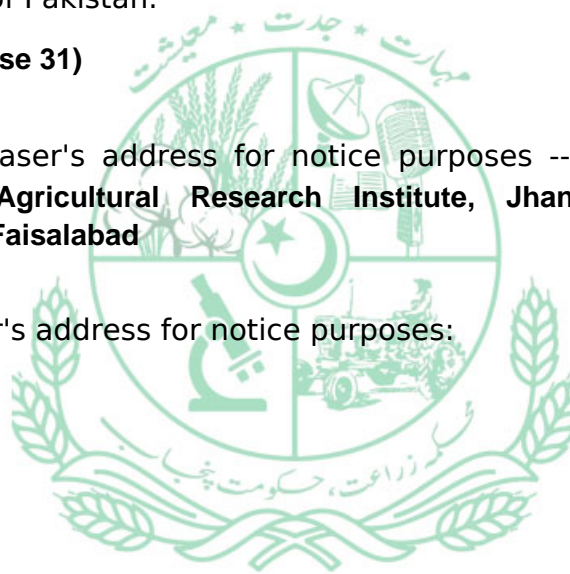 of Pakistan.
مہارت ٭ جدت ٭ معیشت
se 31)
aser's address for notice purposes --
Agricultural Research Institute, Jhan
Faisalabad
r's address for notice purposes:
محکمہ زراعت، حکومت پنجاب